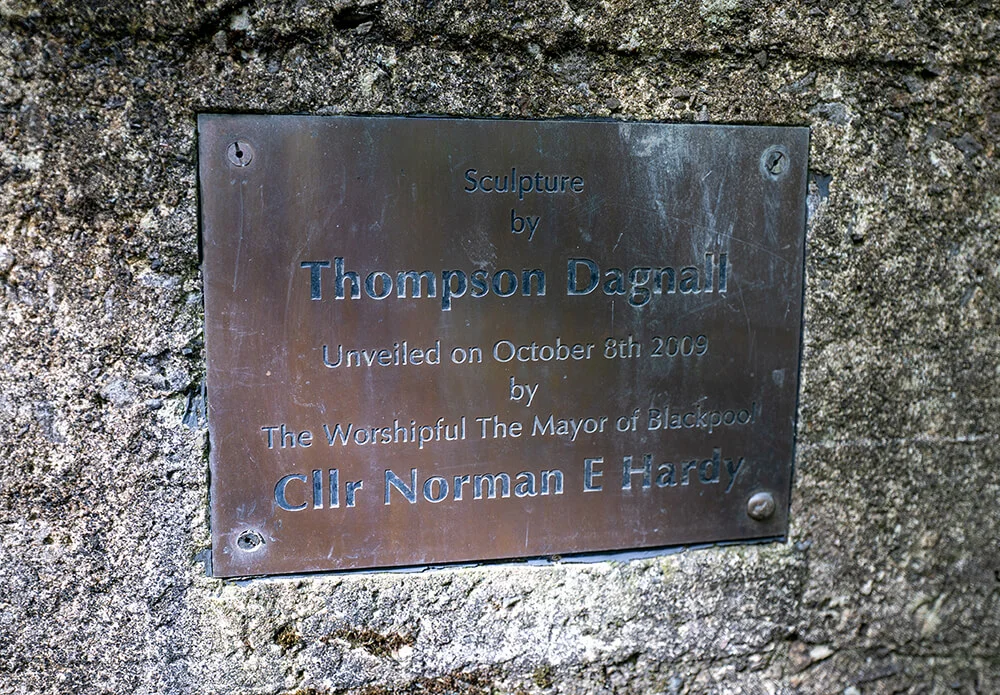 Sculpture
by
Thompson Dagnall
Unveiled on October 8th 2009
by
The Worshipful The Mayor of Blackpool
Cllr Norman E Hardy